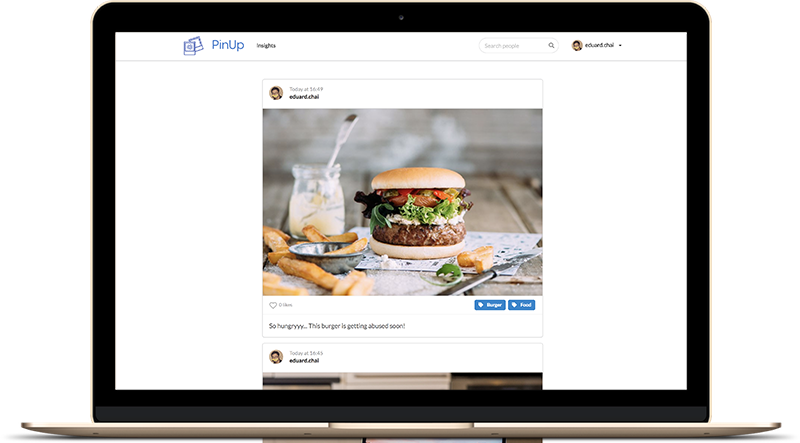 PinUp
Insights
Search people
eduard.chai
Today at 16:49
eduard.chai
0 likes
Burger
Food
So hungryyy... This burger is getting abused soon!
Today at 16:45
eduard.chai